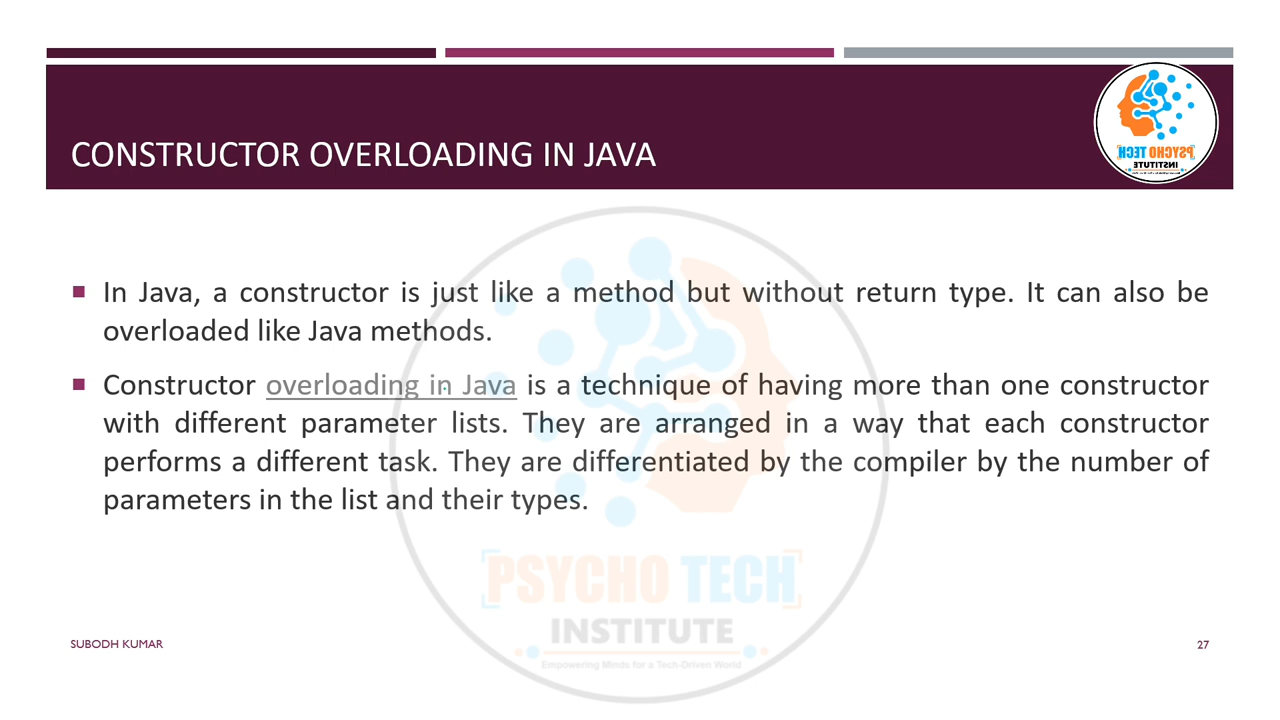 CONSTRUCTOR OVERLOADING IN JAVA
PSYCHO TECH
INSTITUTE
In Java, a constructor is just like a method but without return type. It can also be
overloaded like Java methods.
Constructor overloading in Java is a technique of having more than one constructor
with different parameter lists. They are arranged in a way that each constructor
performs a different task. They are differentiated by the compiler by the number of
parameters in the list and their types.
PSYCHO TECH
INSTITUTE
Empowering Minds for a Tech-Driven World
SUBODH KUMAR
27